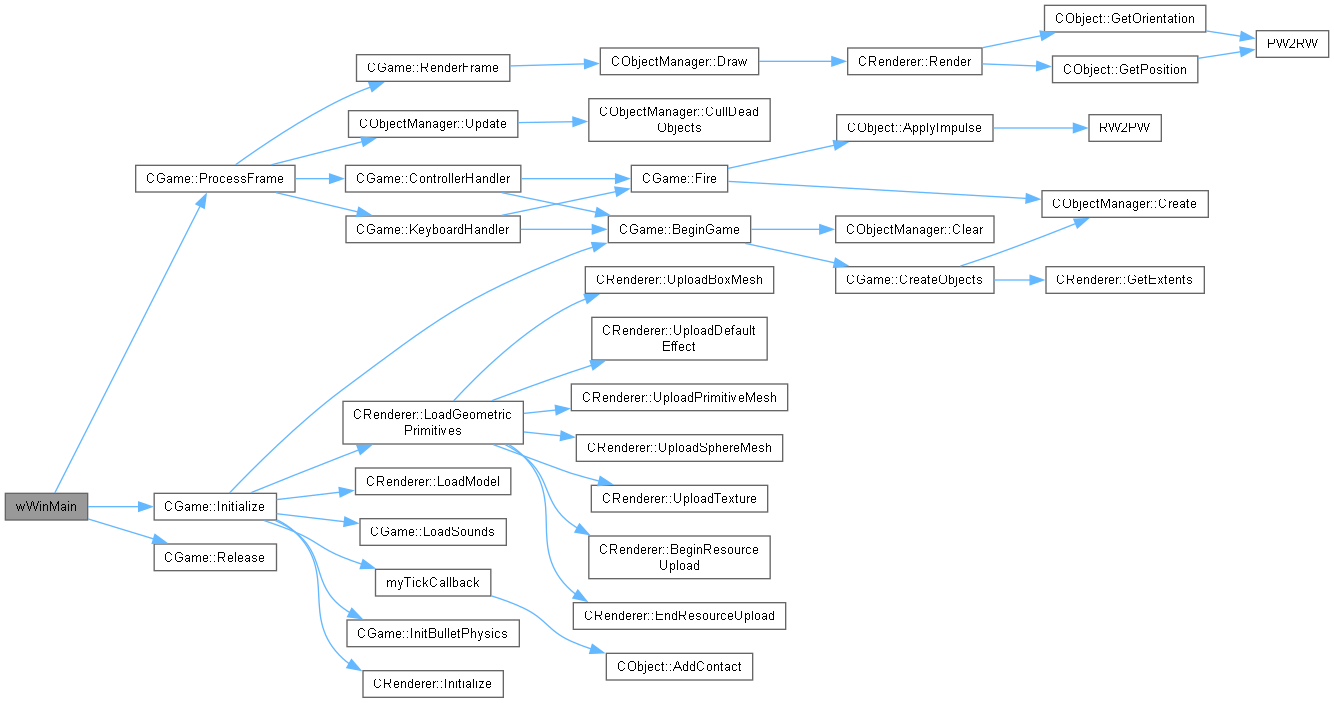 CObject::GetOrientation
PW2RW
CGame::RenderFrame
CObjectManager::Draw
CRenderer::Render
CObject::GetPosition
CObjectManager::Update
CObjectManager::CullDead
Objects
CObject::ApplyImpulse
RW2PW
CGame::ProcessFrame
CGame::ControllerHandler
CGame::Fire
CObjectManager::Create
CGame::KeyboardHandler
CGame::BeginGame
CObjectManager::Clear
CGame::CreateObjects
CRenderer::GetExtents
CRenderer::UploadBoxMesh
CRenderer::UploadDefault
Effect
CRenderer::UploadPrimitiveMesh
CRenderer::LoadGeometric
Primitives
CRenderer::UploadSphereMesh
CRenderer::LoadModel
CRenderer::UploadTexture
wWinMain
CGame::Initialize
CGame::LoadSounds
CRenderer::BeginResource
Upload
CGame::Release
myTickCallback
CRenderer::EndResourceUpload
CGame::InitBulletPhysics
CObject::AddContact
CRenderer::Initialize